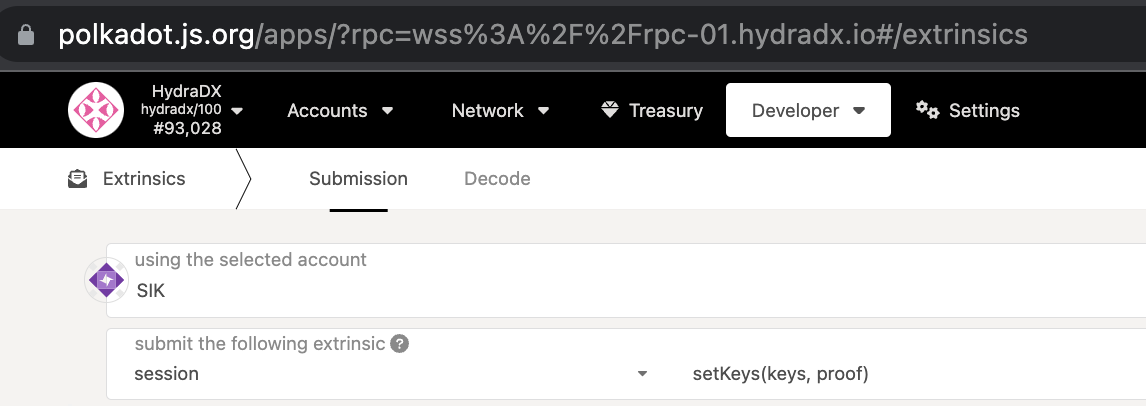 polkadot.js.org/apps/?rpc=wss%3A%2F%2Frpc-01.hydradx.io#/extrinsics
HydraDX
hydradx/100
#93,028
Accounts
Network
Treasury
Developer
Settings
Extrinsics
Submission
Decode
using the selected account
SIK
submit the following extrinsic ?
session
setKeys(keys, proof)